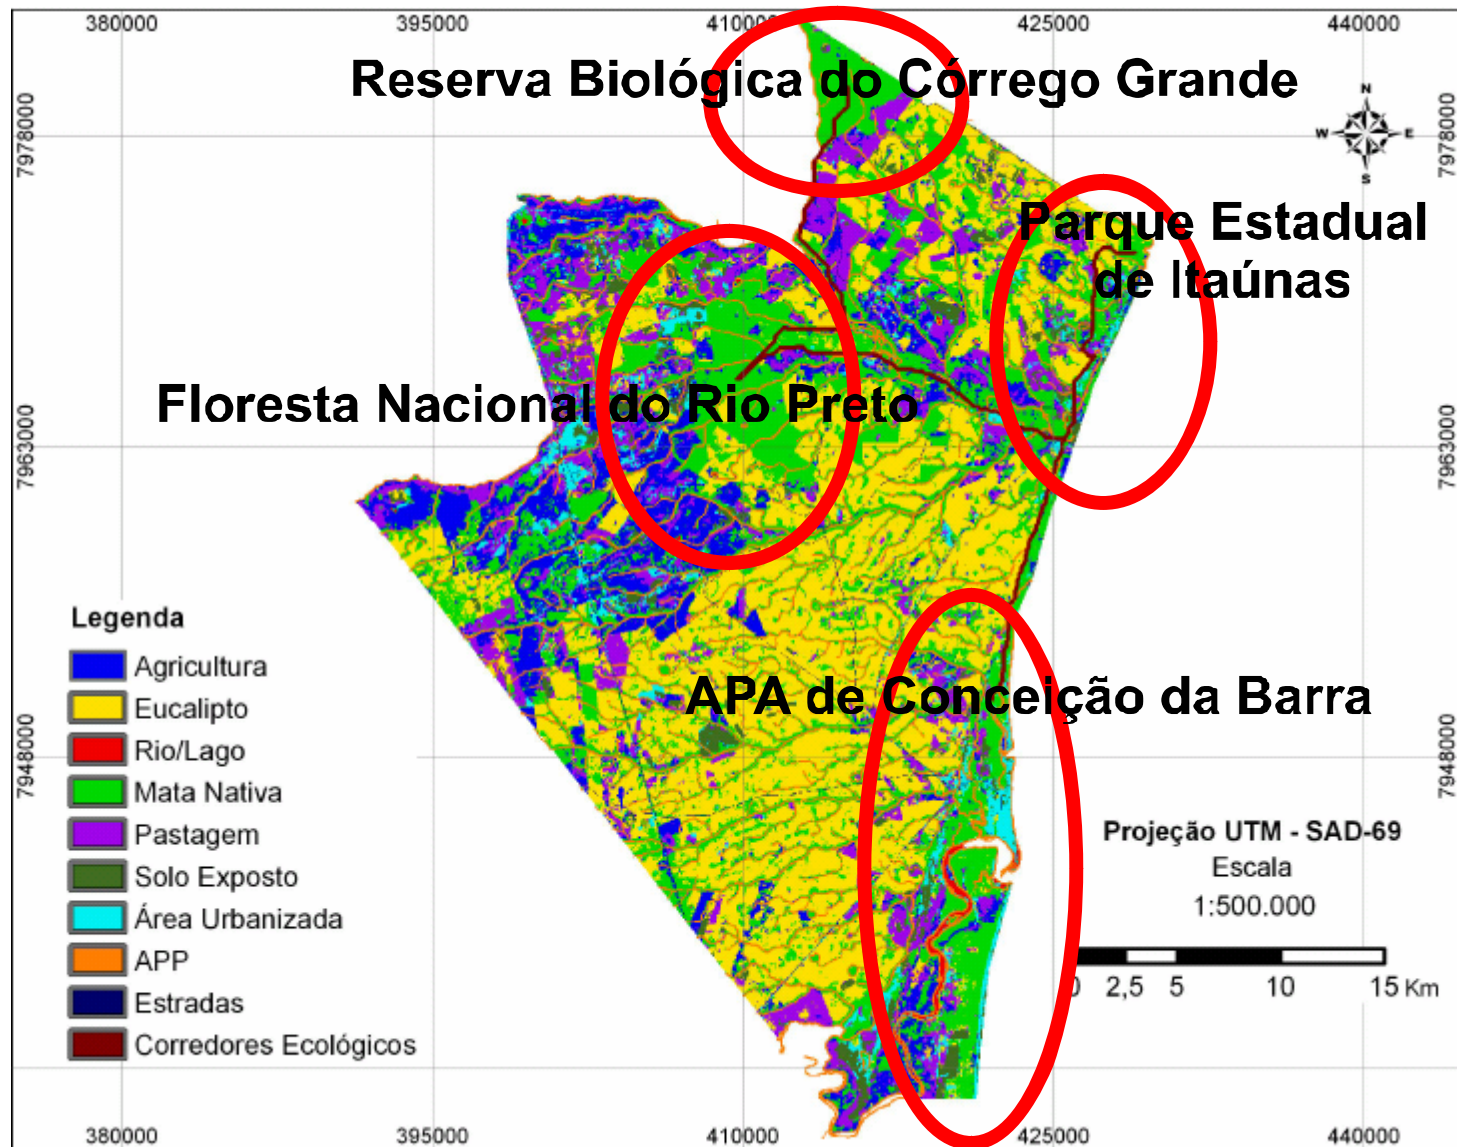 380000 395000 410000 425000 440000
Reserva Biológica do Córrego Grande
N
W E
S
7978000 7978000
Parque Estadual
de Itaúnas
Floresta Nacional do Rio Preto
7963000 7963000
Legenda
Agricultura
Eucalipto
Rio/Lago
Mata Nativa
Pastagem
Solo Exposto
Área Urbanizada
APP
Estradas
Corredores Ecológicos
APA de Conceição da Barra
7948000 7948000
Projeção UTM - SAD-69
Escala
1:500.000
0 2,5 5 10 15 Km
380000 395000 410000 425000 440000